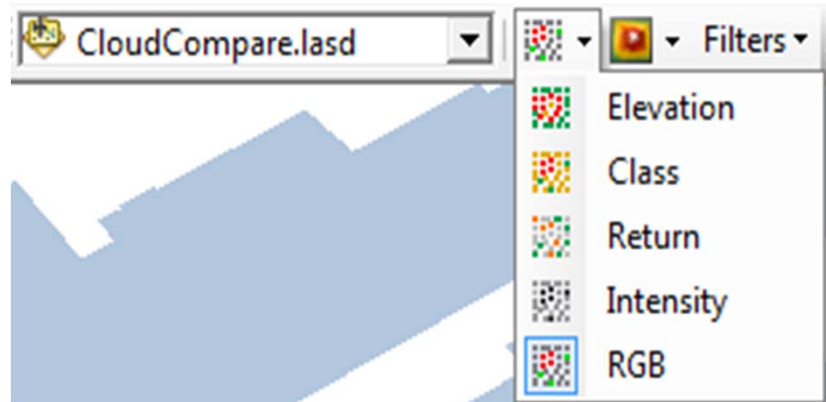 CloudCompare.lasd
Filters
Elevation
Class
Return
Intensity
RGB